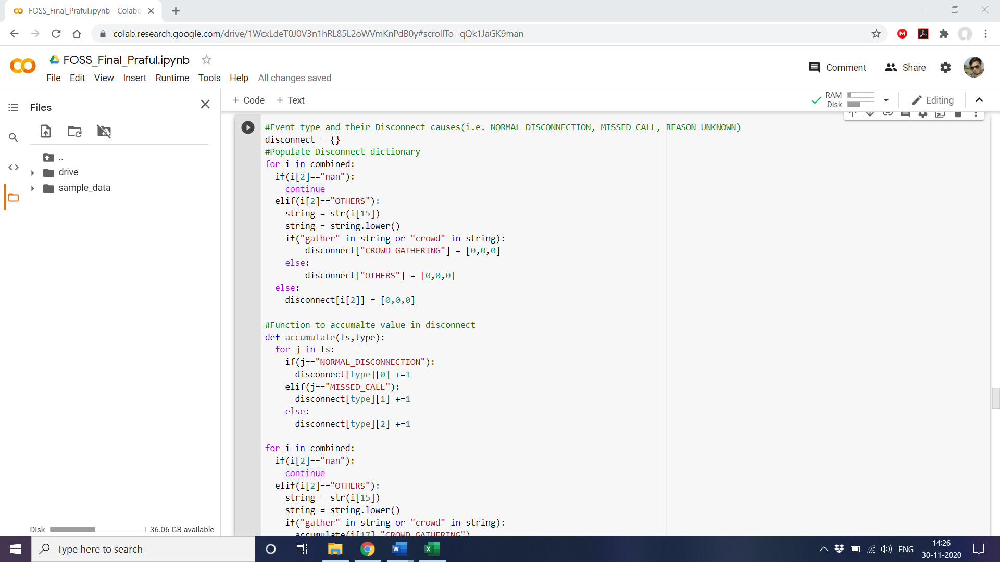 FOSS_Final_Praful.ipynb - Colabo
colab.research.google.com/drive/1WcxLdeT0J0V3n1hRL85L2oWVmKnPdB0y#scrollTo=qQk1JaGK9man
FOSS_Final_Praful.ipynb
Comment
Share
File Edit View Insert Runtime Tools Help All changes saved
Files
+ Code + Text
RAM
Disk
Editing
..
drive
sample_data
#Event type and their Disconnect causes(i.e. NORMAL_DISCONNECTION, MISSED_CALL, REASON_UNKNOWN)
disconnect = {}
#Populate Disconnect dictionary
for i in combined:
  if(i[2]=="nan"):
    continue
  elif(i[2]=="OTHERS"):
    string = str(i[15])
    string = string.lower()
    if("gather" in string or "crowd" in string):
        disconnect["CROWD GATHERING"] = [0,0,0]
    else:
        disconnect["OTHERS"] = [0,0,0]
  else:
    disconnect[i[2]] = [0,0,0]
#Function to accumalte value in disconnect
def accumulate(ls,type):
  for j in ls:
    if(j=="NORMAL_DISCONNECTION"):
      disconnect[type][0] +=1
    elif(j=="MISSED_CALL"):
      disconnect[type][1] +=1
    else:
      disconnect[type][2] +=1
for i in combined:
  if(i[2]=="nan"):
    continue
  elif(i[2]=="OTHERS"):
    string = str(i[15])
    string = string.lower()
    if("gather" in string or "crowd" in string):
      accumulate(i[17],"CROWD GATHERING")
Disk 36.06 GB available
Type here to search
ENG
14:26
30-11-2020